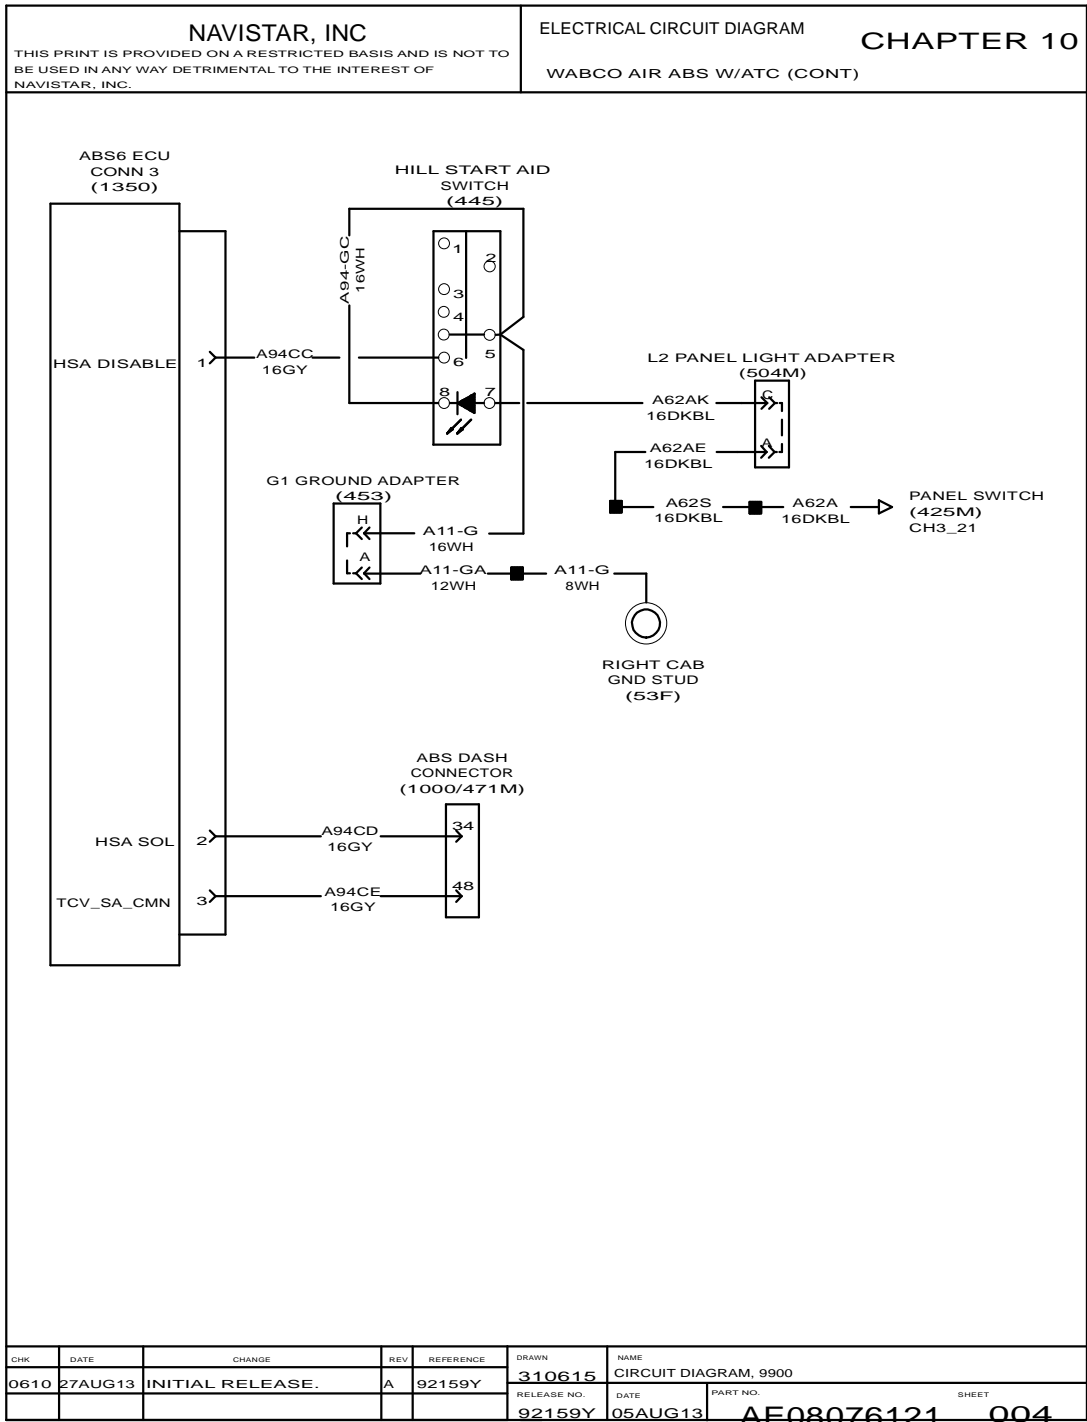 NAVISTAR, INC
THIS PRINT IS PROVIDED ON A RESTRICTED BASIS AND IS NOT TO
BE USED IN ANY WAY DETRIMENTAL TO THE INTEREST OF
NAVISTAR, INC.
ELECTRICAL CIRCUIT DIAGRAM
CHAPTER 10
WABCO AIR ABS W/ATC (CONT)
ABS6 ECU
CONN 3
(1350)
HILL START AID
SWITCH
(445)
A94-GC
16WH
1
2
3
4
5
6
8
7
HSA DISABLE
1
A94CC
16GY
L2 PANEL LIGHT ADAPTER
(504M)
A62AK
16DKBL
C
A62AE
16DKBL
A
A62S
16DKBL
A62A
16DKBL
PANEL SWITCH
(425M)
CH3_21
G1 GROUND ADAPTER
(453)
H
A11-G
16WH
A
A11-GA
12WH
A11-G
8WH
RIGHT CAB
GND STUD
(53F)
ABS DASH
CONNECTOR
(1000/471M)
HSA SOL
2
A94CD
16GY
34
TCV_SA_CMN
3
A94CE
16GY
48
CHK
DATE
CHANGE
REV
REFERENCE
0610
27AUG13
INITIAL RELEASE.
A
92159Y
DRAWN
310615
NAME
CIRCUIT DIAGRAM, 9900
RELEASE NO.
92159Y
DATE
05AUG13
PART NO.
AE08076121
SHEET
004